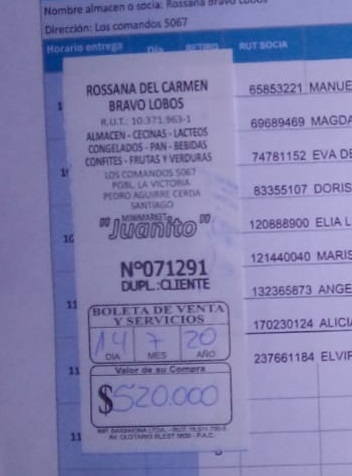 Nombre almacen o socia: Rossana Bravo Lobos
Dirección: Los comandos 5067
Horario entrega Dia RETIRO RUT SOCIA
ROSSANA DEL CARMEN
BRAVO LOBOS
R.U.T.: 10.371.963-1
ALMACEN - CECINAS - LACTEOS
CONGELADOS - PAN - BEBIDAS
CONFITES - FRUTAS Y VERDURAS
LOS COMANDOS 5067
POBL. LA VICTORIA
PEDRO AGUIRRE CERDA
SANTIAGO
MINIMARKET
"Juanito"
Nº071291
DUPL.:CLIENTE
BOLETA DE VENTA
Y SERVICIOS
14 7 20
DIA MES AÑO
Valor de su Compra
$520.000
65853221 MANUE
69689469 MAGDA
74781152 EVA DE
83355107 DORIS
120888900 ELIA L
121440040 MARIS
132365873 ANGE
170230124 ALICIA
237661184 ELVIR